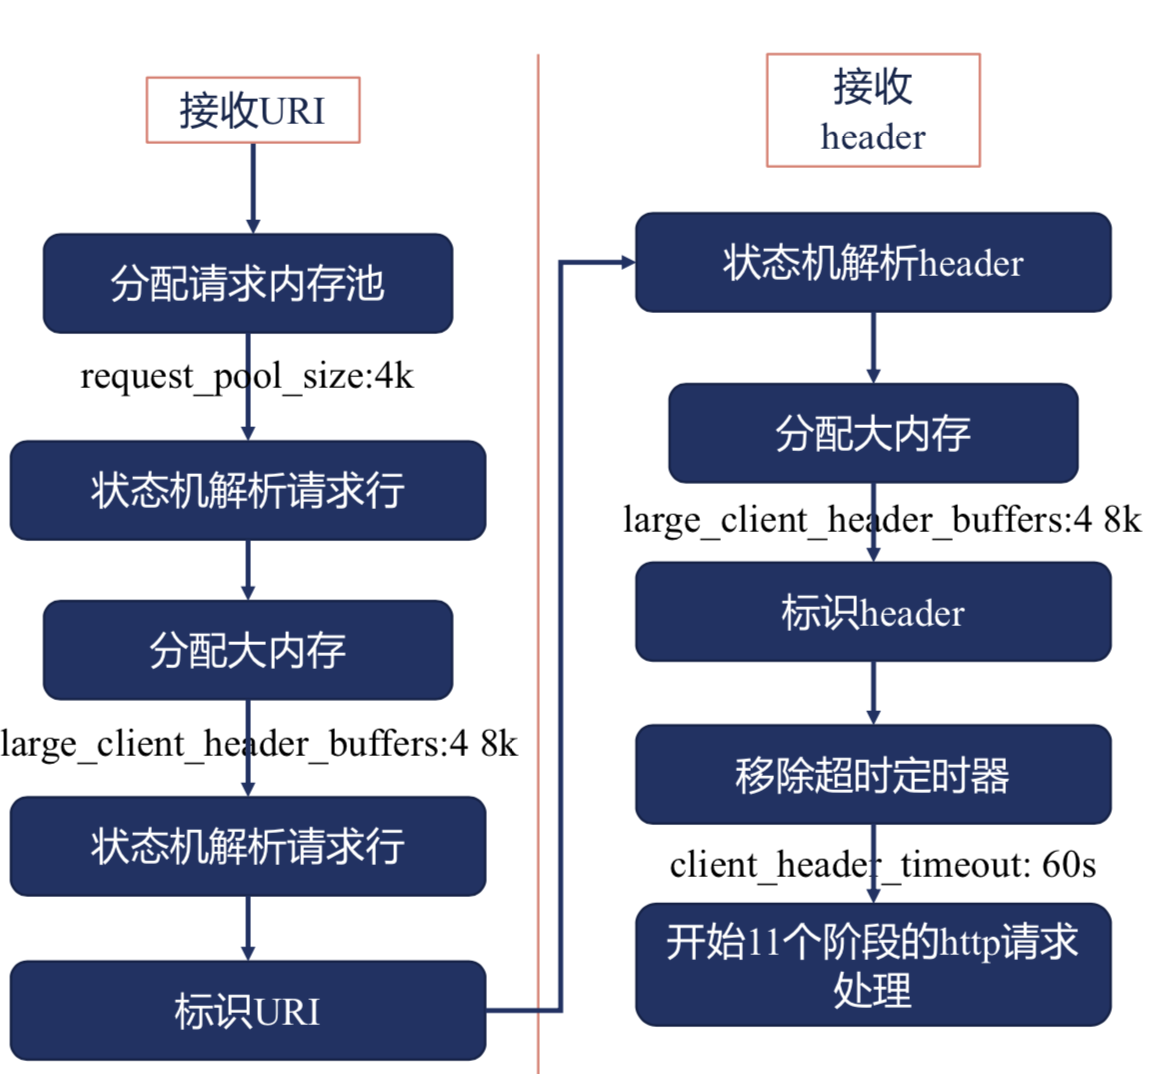 接收URI
分配请求内存池
request_pool_size:4k
状态机解析请求行
分配大内存
large_client_header_buffers:4 8k
状态机解析请求行
标识URI
接收
header
状态机解析header
分配大内存
large_client_header_buffers:4 8k
标识header
移除超时定时器
client_header_timeout: 60s
开始11个阶段的http请求
处理